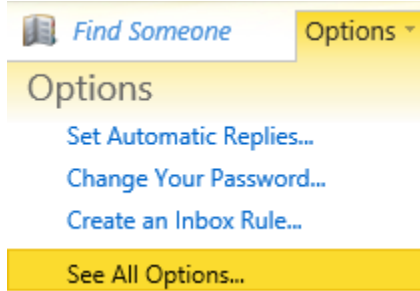 Find Someone Options
Options
Set Automatic Replies...
Change Your Password...
Create an Inbox Rule...
See All Options...